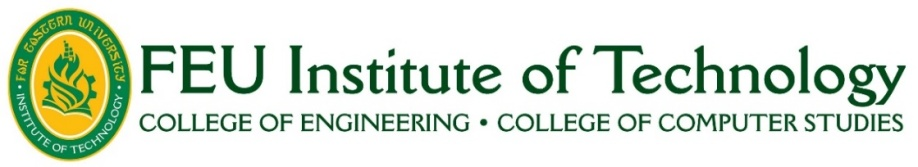 FAR EASTERN UNIVERSITY
• INSTITUTE OF TECHNOLOGY •
FEU Institute of Technology
COLLEGE OF ENGINEERING • COLLEGE OF COMPUTER STUDIES